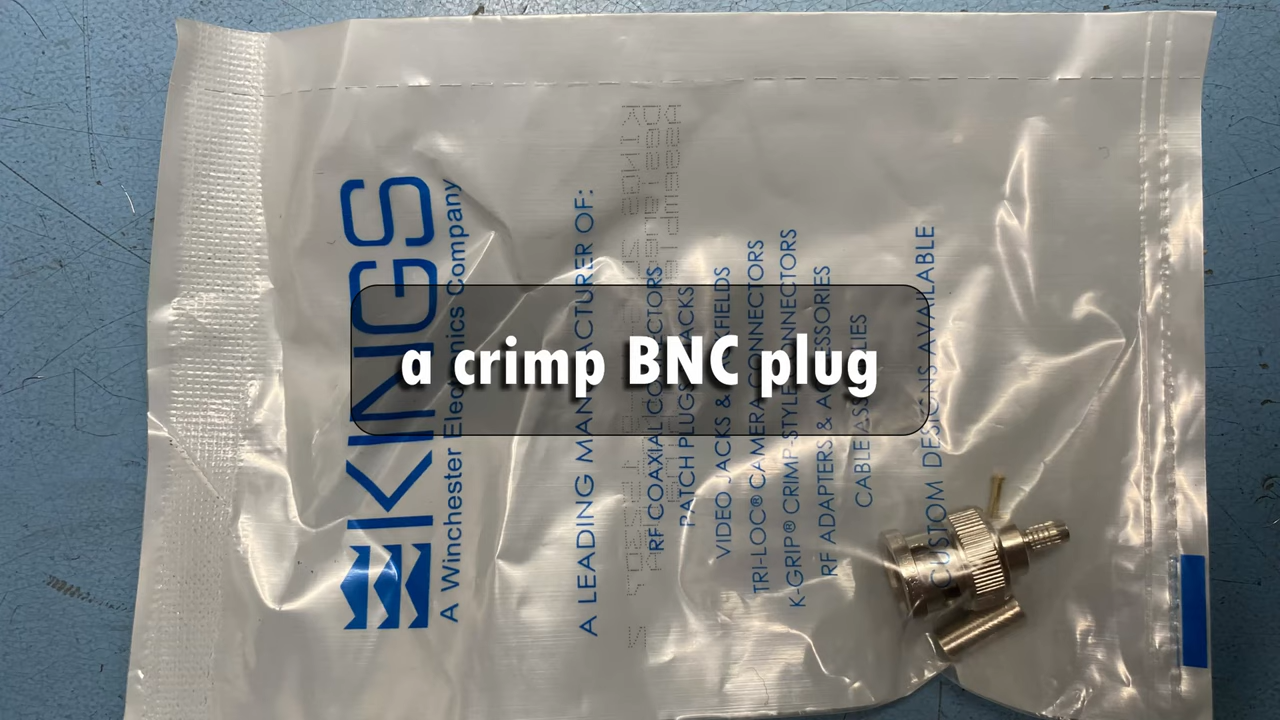 KINGS
A Winchester Electronics Company
A LEADING MANUFACTURER OF:
RF COAXIAL CONNECTORS
PATCH PLUGS JACKS
VIDEO JACKS & FIELDS
TRI-LOC® CAMERA CONNECTORS
K-GRIP® CRIMP-STYLE CONNECTORS
RF ADAPTERS & ACCESSORIES
CABLE ASSEMBLIES
CUSTOM DESIGNS AVAILABLE
a crimp BNC plug